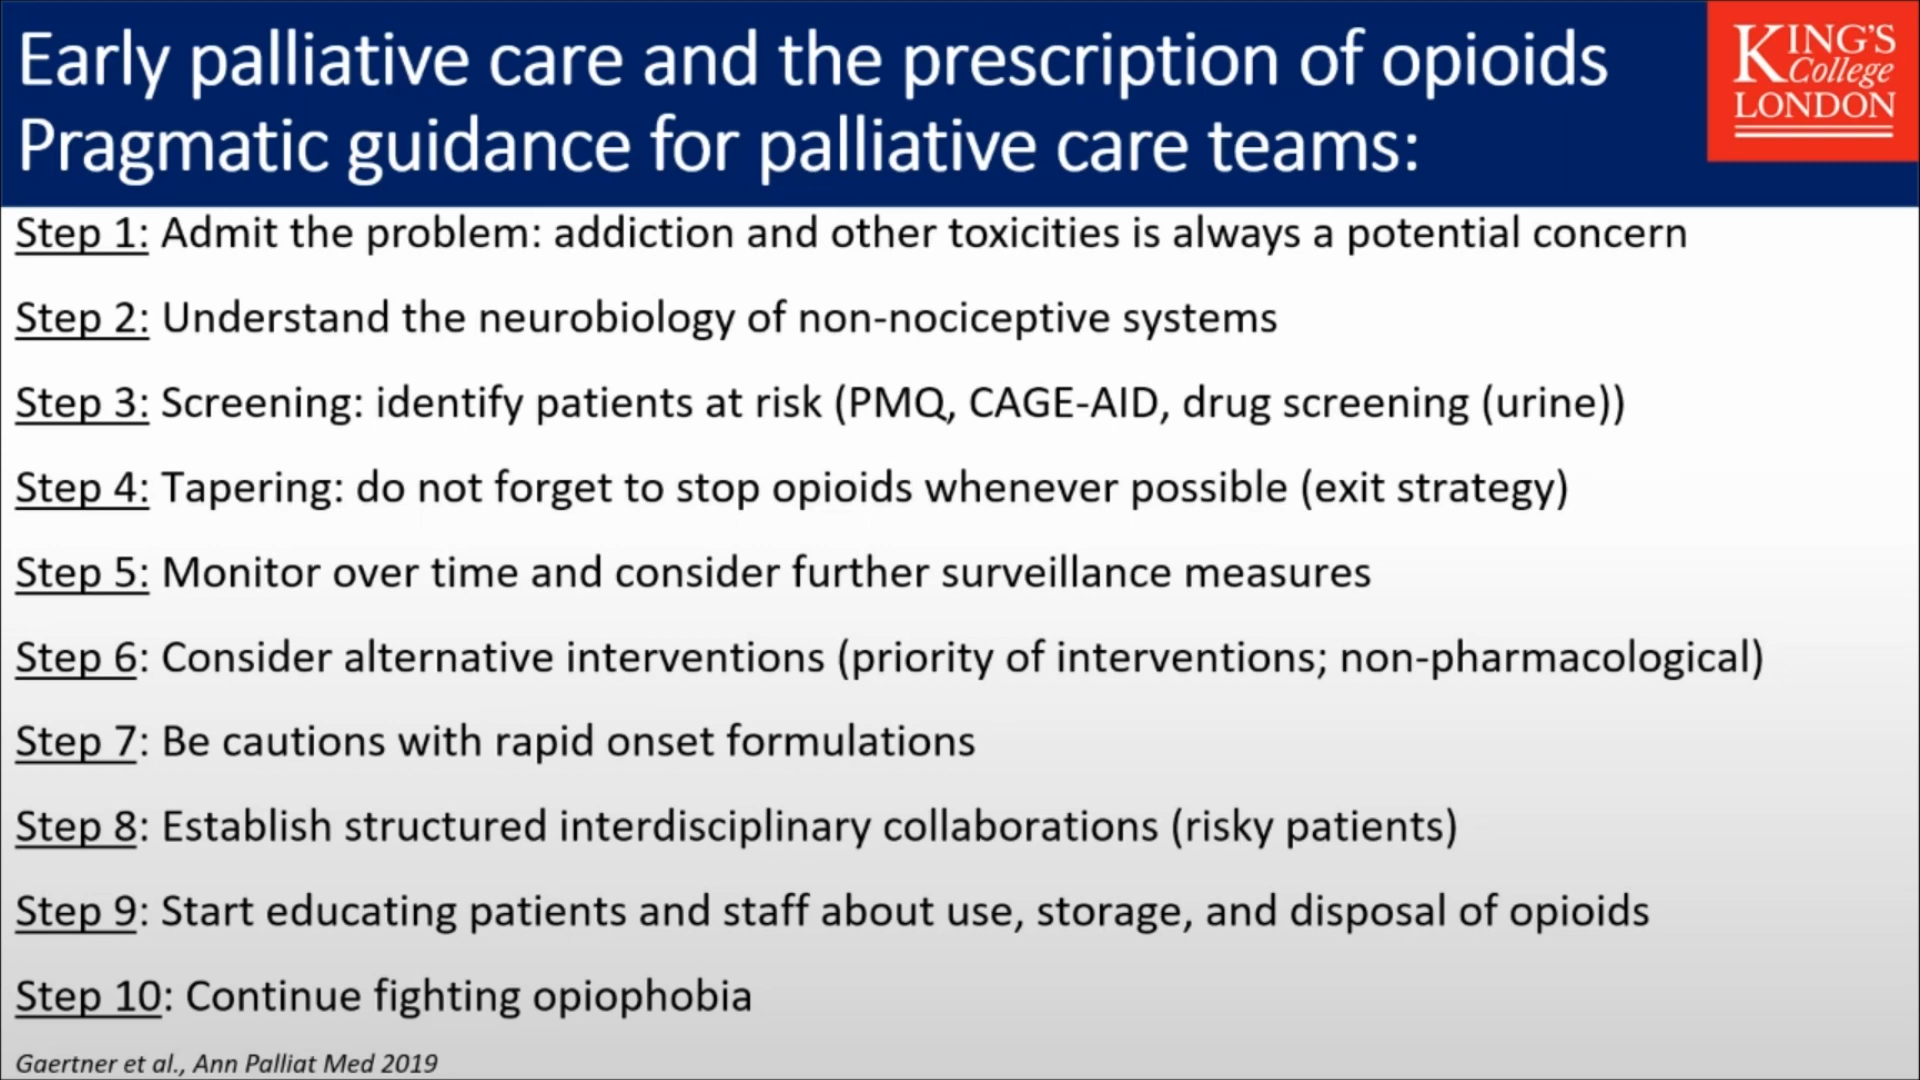 Early palliative care and the prescription of opioids
Pragmatic guidance for palliative care teams:
KING'S
College
LONDON
Step 1: Admit the problem: addiction and other toxicities is always a potential concern
Step 2: Understand the neurobiology of non-nociceptive systems
Step 3: Screening: identify patients at risk (PMQ, CAGE-AID, drug screening (urine))
Step 4: Tapering: do not forget to stop opioids whenever possible (exit strategy)
Step 5: Monitor over time and consider further surveillance measures
Step 6: Consider alternative interventions (priority of interventions; non-pharmacological)
Step 7: Be cautions with rapid onset formulations
Step 8: Establish structured interdisciplinary collaborations (risky patients)
Step 9: Start educating patients and staff about use, storage, and disposal of opioids
Step 10: Continue fighting opiophobia
Gaertner et al., Ann Palliat Med 2019